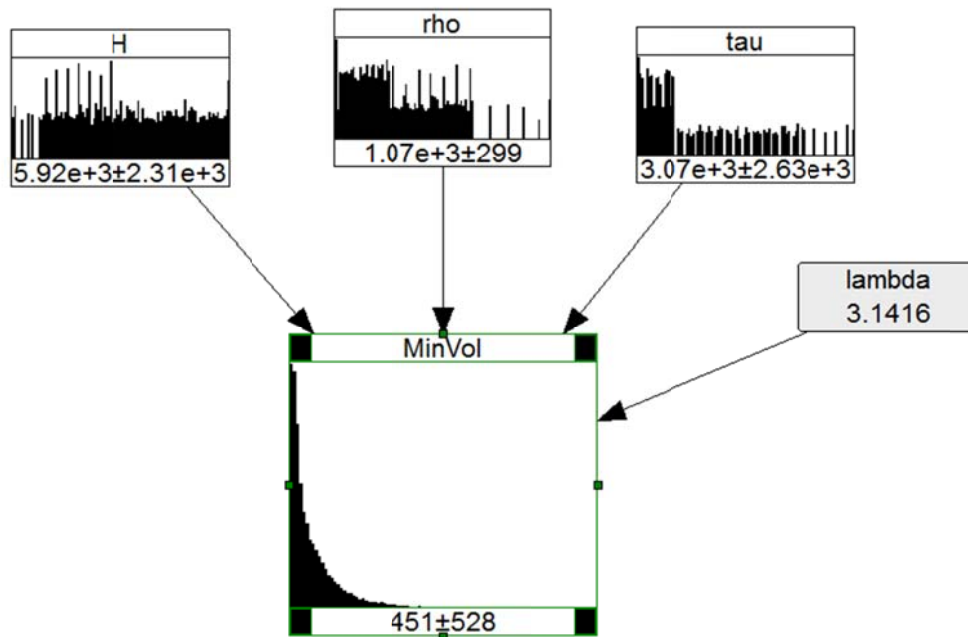 H
5.92e+3±2.31e+3
rho
1.07e+3±299
tau
3.07e+3±2.63e+3
lambda
3.1416
MinVol
451±528